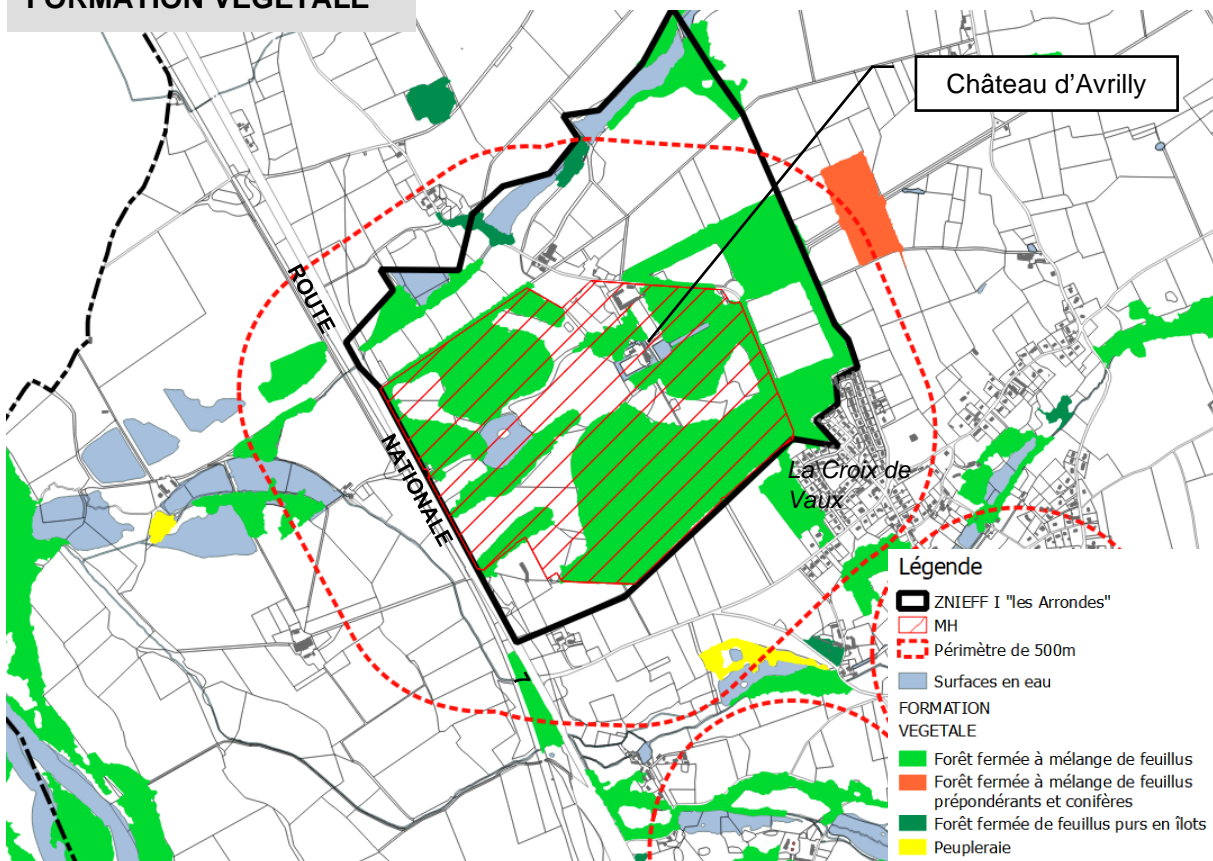 FORMATION VEGETALE
Château d'Avrilly
ROUTE
NATIONALE
7
La Croix de
Vaux
Légende
ZNIEFF I "les Arrondes"
MH
Périmètre de 500m
Surfaces en eau
FORMATION
VEGETALE
Forêt fermée à mélange de feuillus
Forêt fermée à mélange de feuillus
prépondérants et conifères
Forêt fermée de feuillus purs en îlots
Peupleraie